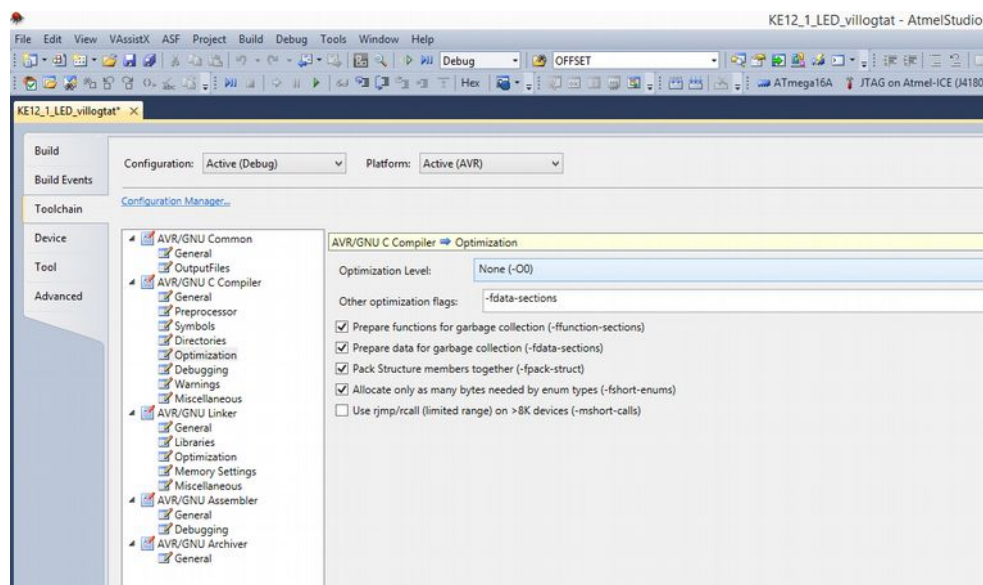 KE12_1_LED_villogtat - AtmelStudio
File Edit View VAssistX ASF Project Build Debug Tools Window Help
Debug OFFSET
Hex ATmega16A JTAG on Atmel-ICE (J4180
KE12_1_LED_villogtat*
Build
Build Events
Toolchain
Device
Tool
Advanced
Configuration: Active (Debug) Platform: Active (AVR)
Configuration Manager...
AVR/GNU Common
General
OutputFiles
AVR/GNU C Compiler
General
Preprocessor
Symbols
Directories
Optimization
Debugging
Warnings
Miscellaneous
AVR/GNU Linker
General
Libraries
Optimization
Memory Settings
Miscellaneous
AVR/GNU Assembler
General
Debugging
AVR/GNU Archiver
General
AVR/GNU C Compiler ➡ Optimization
Optimization Level: None (-O0)
Other optimization flags: -fdata-sections
Prepare functions for garbage collection (-ffunction-sections)
Prepare data for garbage collection (-fdata-sections)
Pack Structure members together (-fpack-struct)
Allocate only as many bytes needed by enum types (-fshort-enums)
Use rjmp/rcall (limited range) on >8K devices (-mshort-calls)